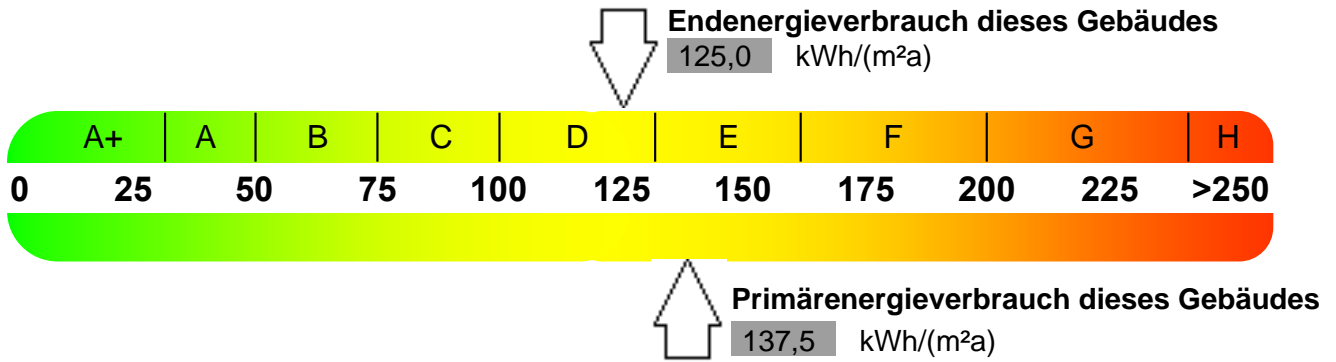 Endenergieverbrauch dieses Gebäudes
125,0 kWh/(m²a)
A+ A B C D E F G H
0 25 50 75 100 125 150 175 200 225 >250
Primärenergieverbrauch dieses Gebäudes
137,5 kWh/(m²a)